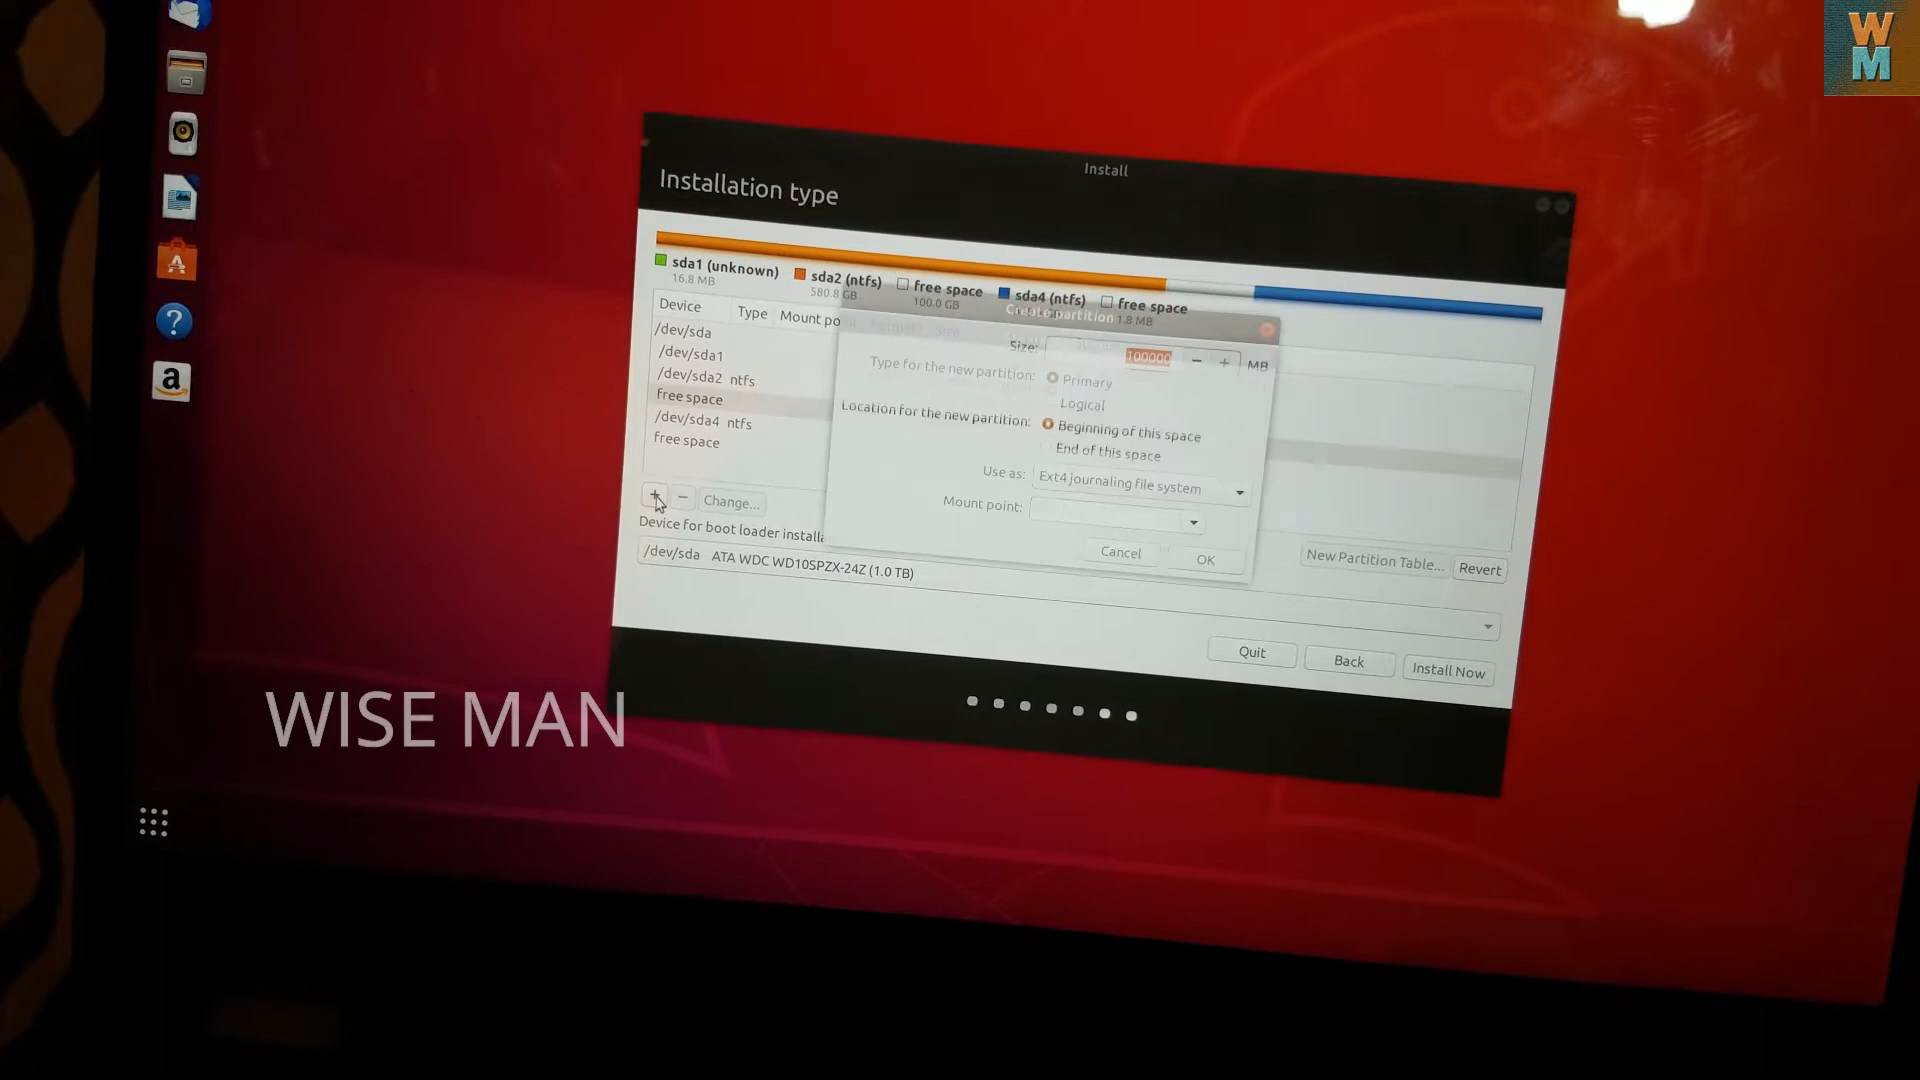 W
M
Install
Installation type
sda1 (unknown)
16.8 MB
sda2 (ntfs)
580.8 GB
free space
100.0 GB
sda4 (ntfs)
free space
1.8 MB
Device Type Mount po
/dev/sda
/dev/sda1
/dev/sda2 ntfs
free space
/dev/sda4 ntfs
free space
+ − Change...
Create partition
Size: 100000 − + MB
Type for the new partition: Primary
Logical
Location for the new partition: Beginning of this space
End of this space
Use as: Ext4 journaling file system
Mount point:
Cancel OK
New Partition Table... Revert
Device for boot loader installa
/dev/sda ATA WDC WD10SPZX-24Z (1.0 TB)
Quit Back Install Now
WISE MAN
A
?
a